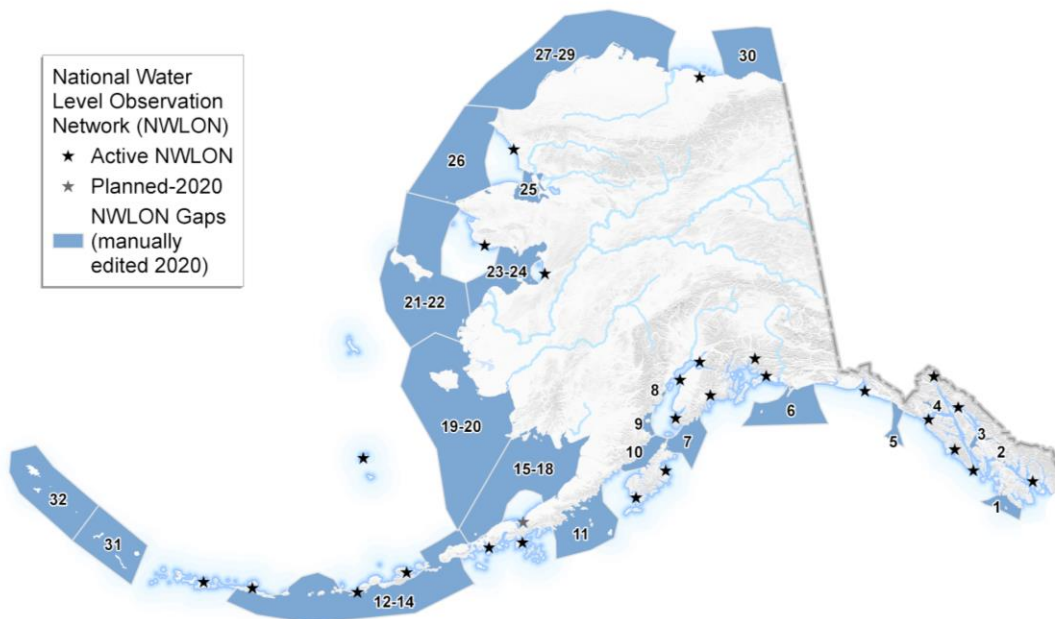 National Water
Level Observation
Network (NWLON)
Active NWLON
Planned-2020
NWLON Gaps
(manually
edited 2020)
27-29
30
26
25
23-24
21-22
19-20
15-18
8
9
10
7
6
5
4
3
2
1
11
12-14
32
31